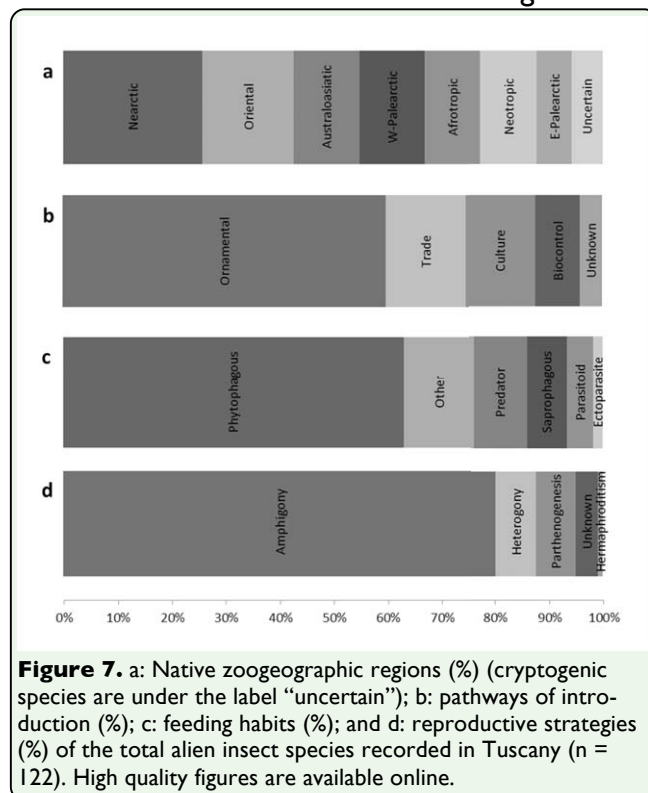 a
Nearctic
Oriental
Australoasiatic
W-Palearctic
Afrotropic
Neotropic
E-Palearctic
Uncertain
b
Ornamental
Trade
Culture
Biocontrol
Unknown
c
Phytophagous
Other
Predator
Saprophagous
Parasitoid
Ectoparasite
d
Amphigony
Heterogony
Parthenogenesis
Unknown
Hermaphroditism
0% 10% 20% 30% 40% 50% 60% 70% 80% 90% 100%
Figure 7. a: Native zoogeographic regions (%) (cryptogenic
species are under the label “uncertain”); b: pathways of intro-
duction (%); c: feeding habits (%); and d: reproductive strategies
(%) of the total alien insect species recorded in Tuscany (n =
122). High quality figures are available online.